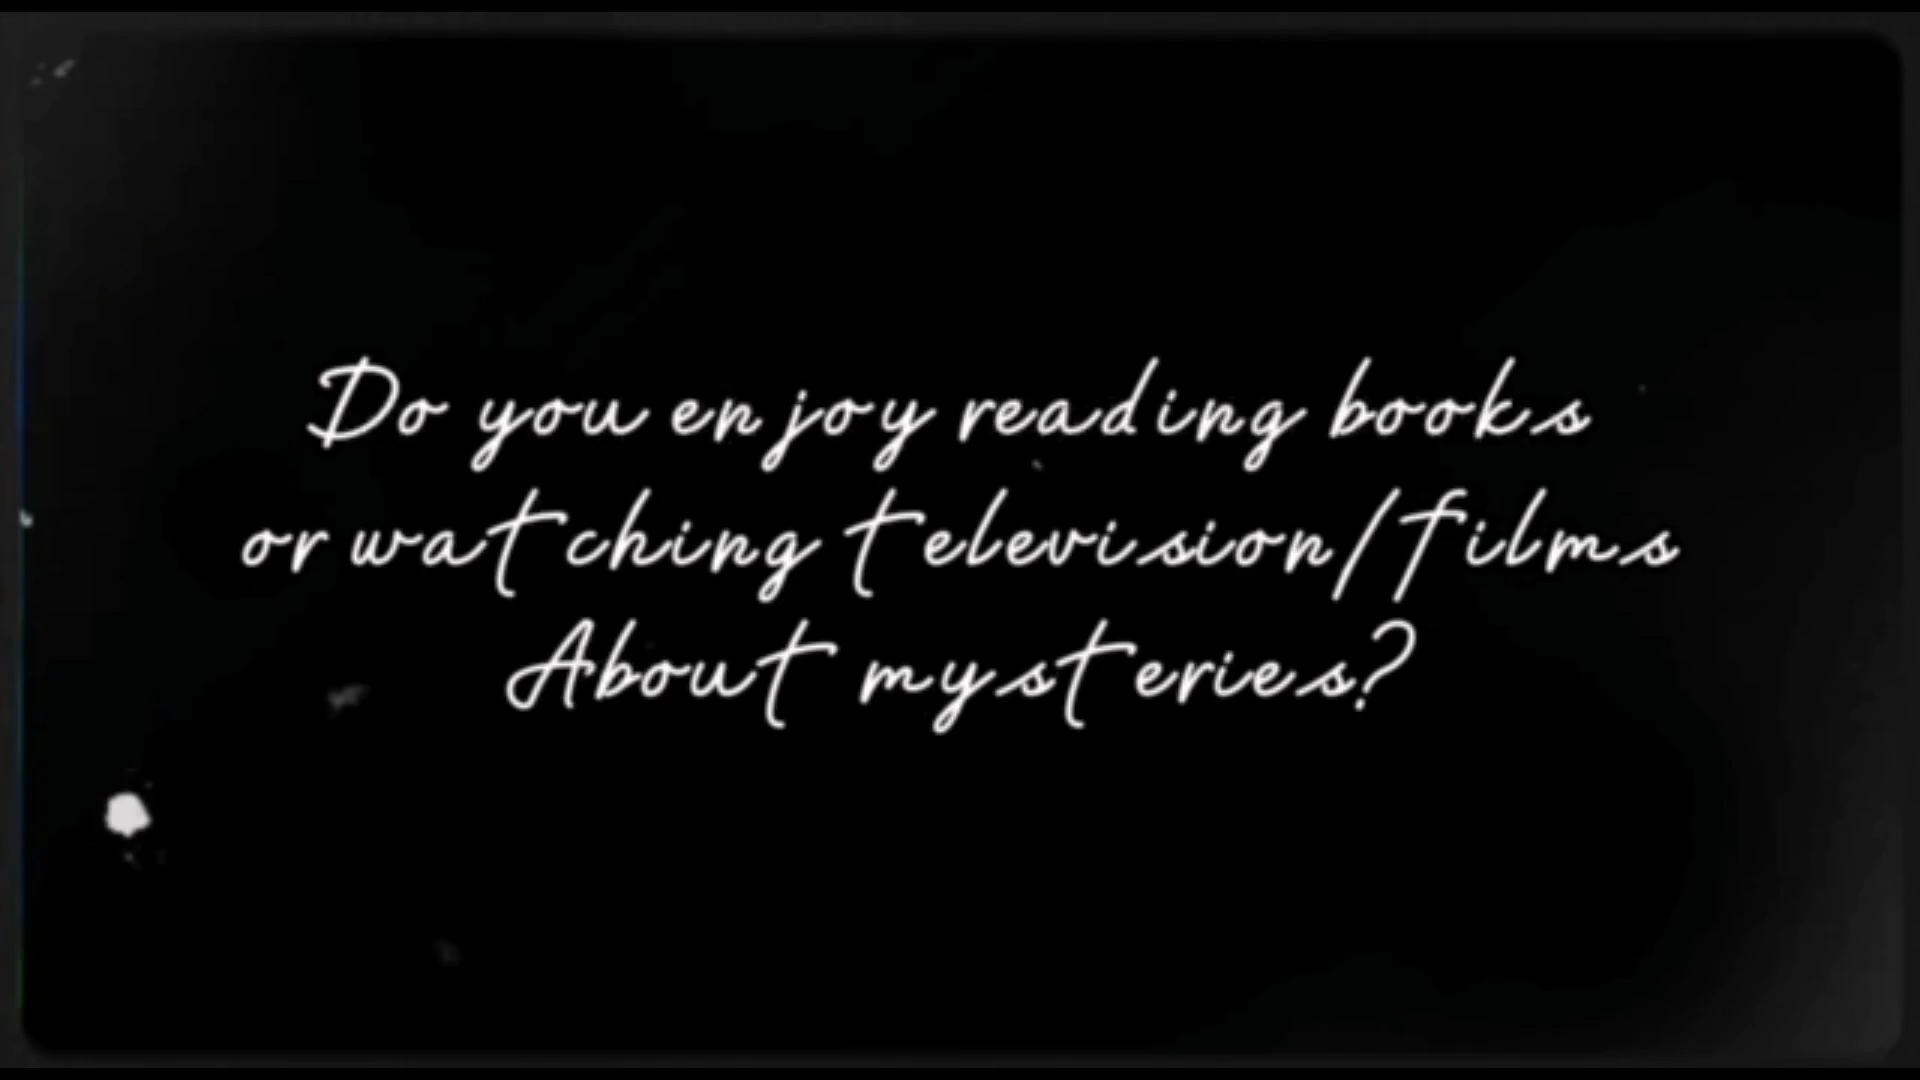 Do you enjoy reading books
or watching television/films
About mysteries?